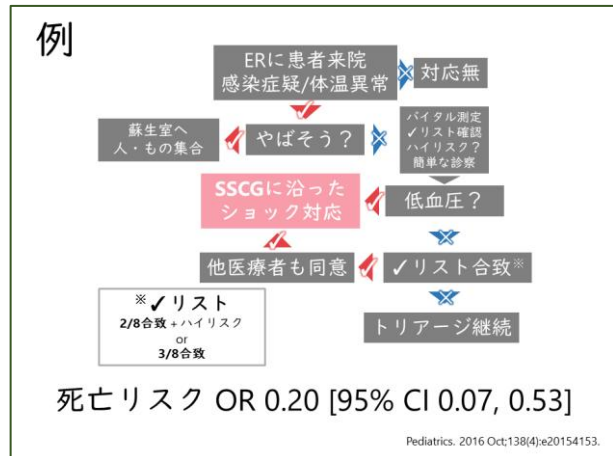 例
ERに患者来院
感染症疑/体温異常
対応無
蘇生室へ
人・もの集合
やばそう？
バイタル測定
✓リスト確認
ハイリスク？
簡単な診察
SSCGに沿った
ショック対応
低血圧？
他医療者も同意
✓リスト合致※
※✓リスト
2/8合致 + ハイリスク
or
3/8合致
トリアージ継続
死亡リスク OR 0.20 [95% CI 0.07, 0.53]
Pediatrics. 2016 Oct;138(4):e20154153.